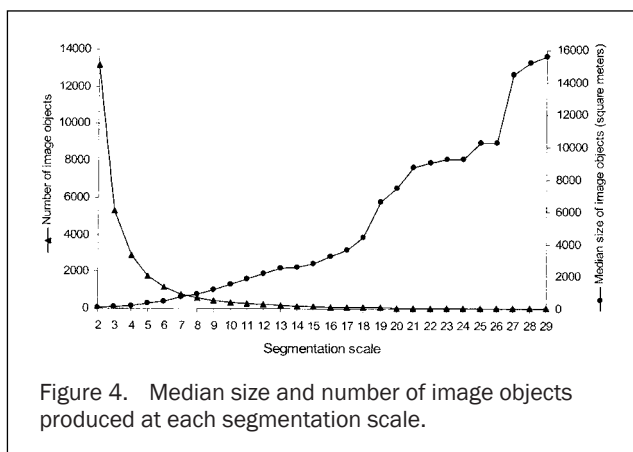 14000
12000
10000
8000
6000
4000
2000
0
Number of image objects
16000
14000
12000
10000
8000
6000
4000
2000
0
Median size of image objects (square meters)
2 3 4 5 6 7 8 9 10 11 12 13 14 15 16 17 18 19 20 21 22 23 24 25 26 27 28 29
Segmentation scale
Figure 4. Median size and number of image objects
produced at each segmentation scale.